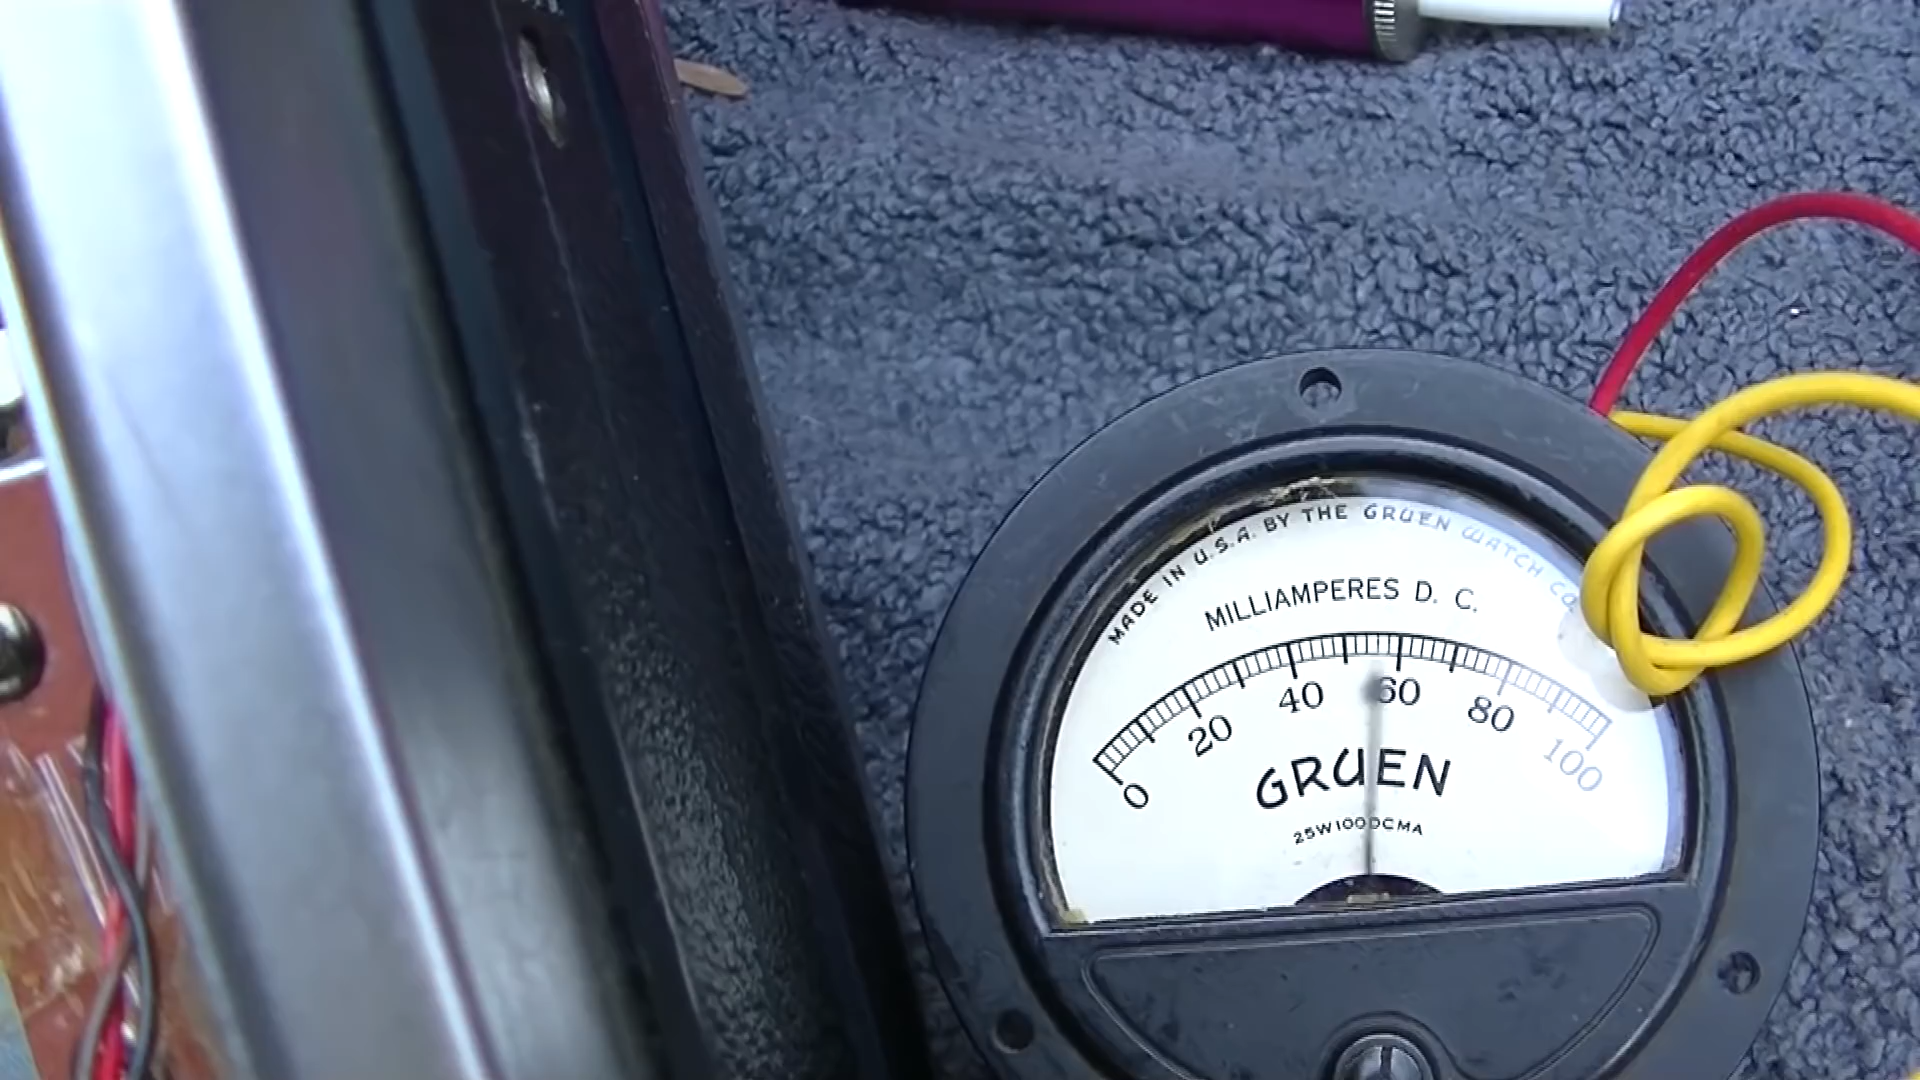 MADE IN U.S.A. BY THE GRUEN WATCH CO.
MILLIAMPERES D. C.
0 20 40 60 80 100
GRUEN
25W100DCMA